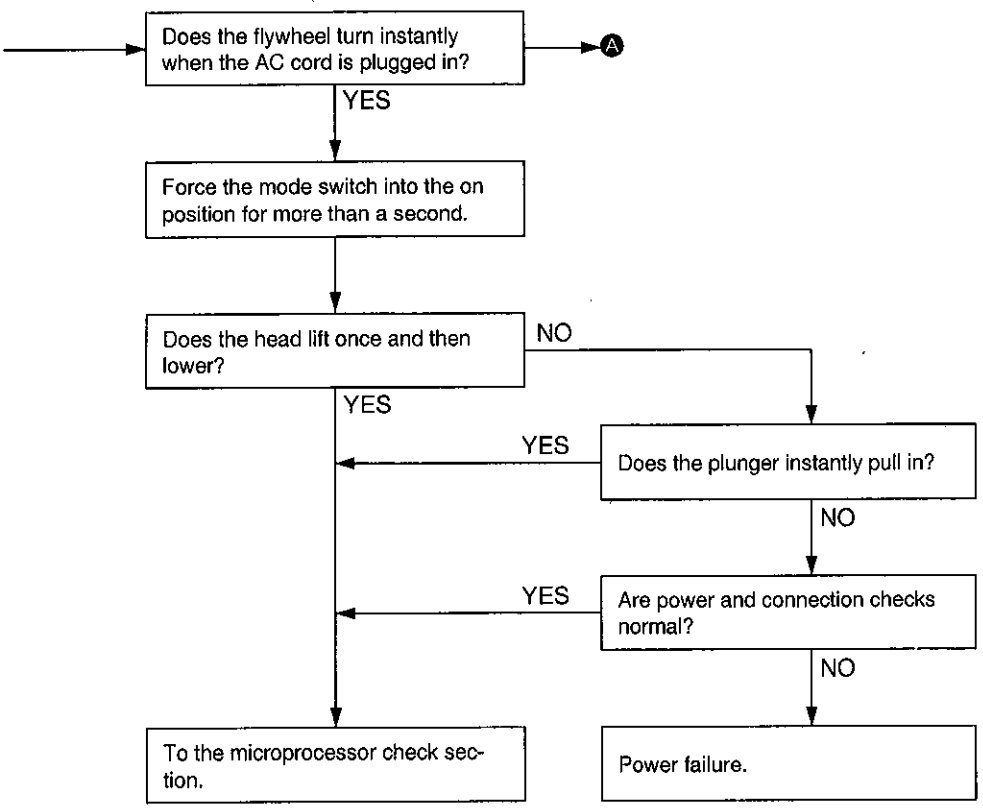 Does the flywheel turn instantly
when the AC cord is plugged in?
A
YES
Force the mode switch into the on
position for more than a second.
Does the head lift once and then
lower?
NO
YES
YES
Does the plunger instantly pull in?
NO
YES
Are power and connection checks
normal?
NO
To the microprocessor check sec-
tion.
Power failure.